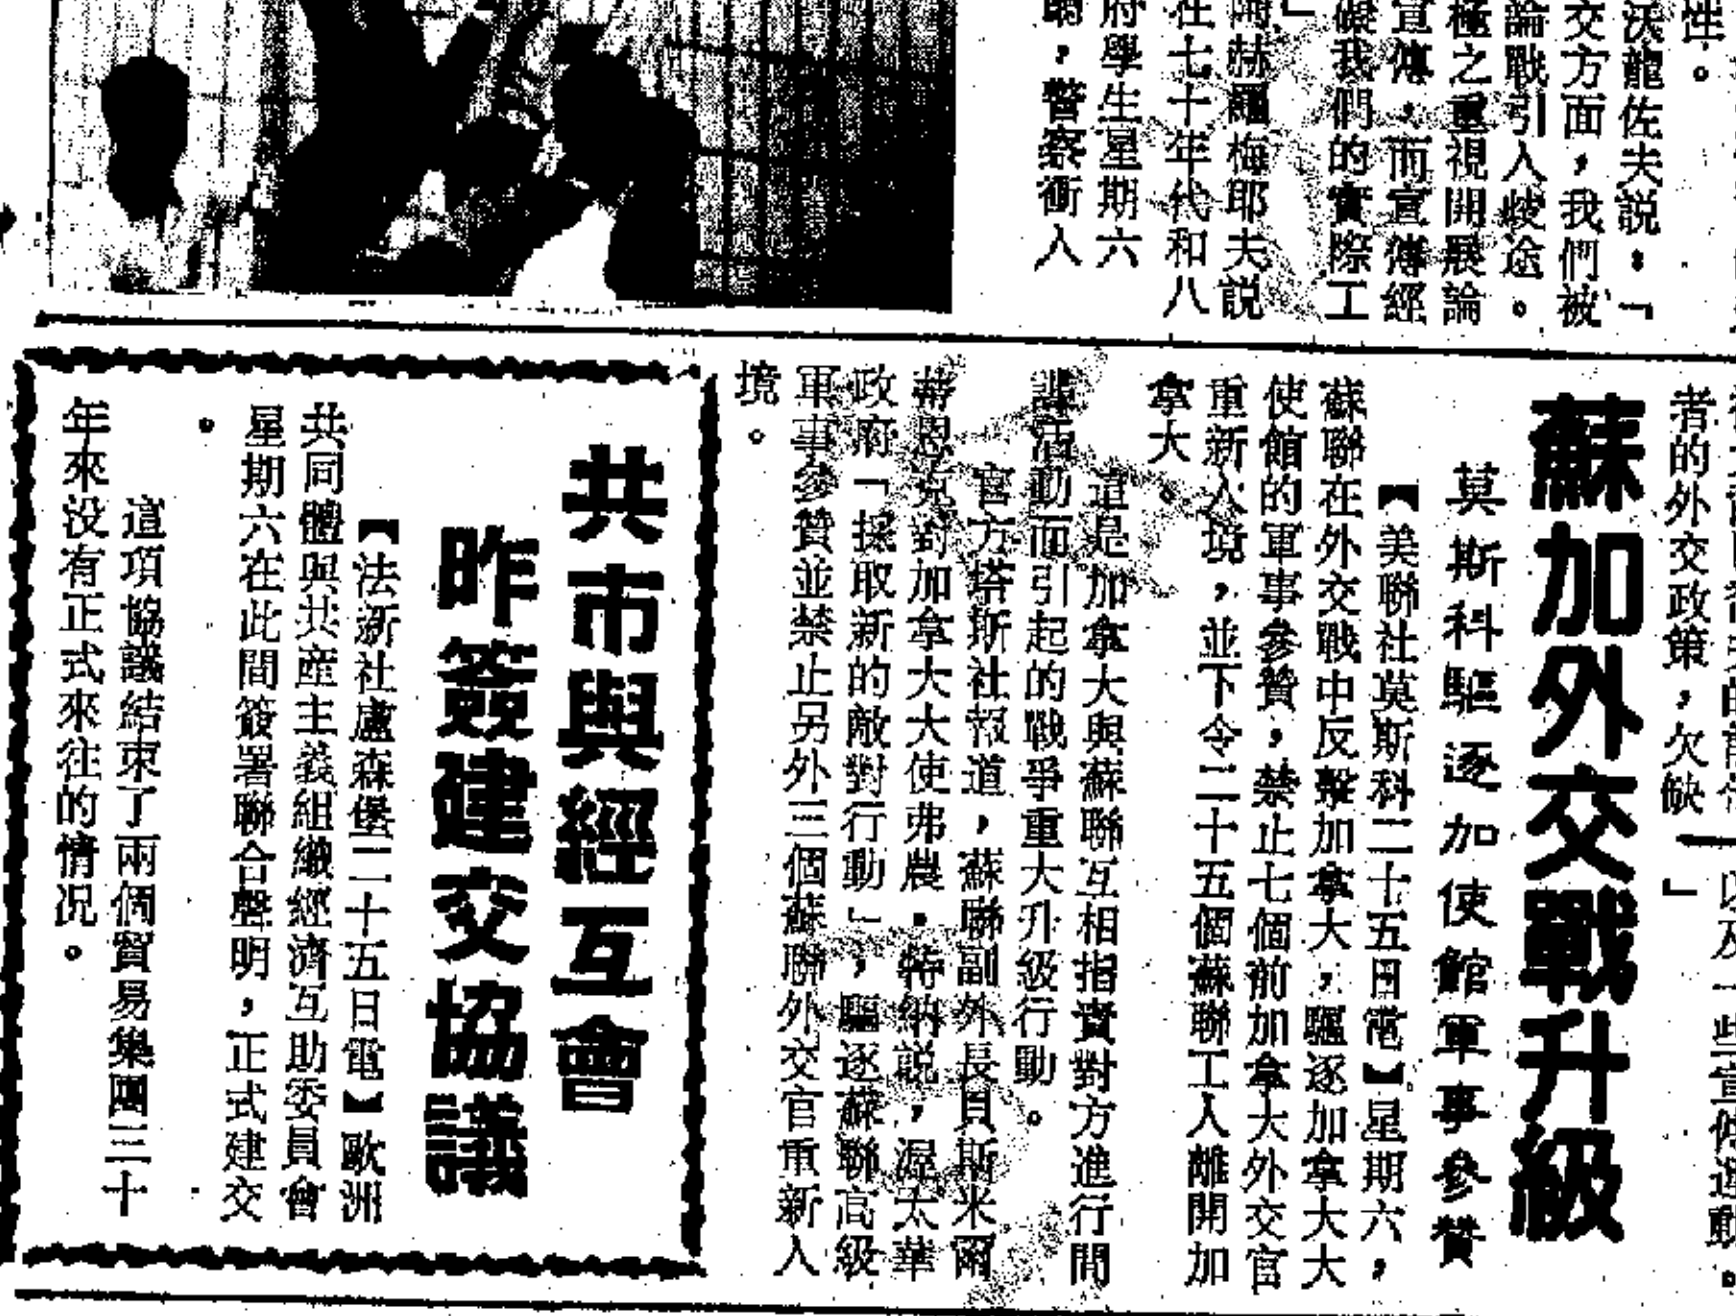 性。
沃龍佐夫説：「
交方面，我們被
論戰引入歧途。
極之重視開展論
宣傳，而宣傳經
礙我們的實際工
」
赫羅梅耶夫説
在七十年代和八
府學生星期六
，警察衝入
者的外交政策，欠缺
」
以及一些宣傳運動。
蘇加外交戰升級
莫斯科驅逐加使館軍事參贊
【美聯社莫斯科二十五日電】星期六，
蘇聯在外交戰中反擊加拿大，驅逐加拿大大
使館的軍事參贊，禁止七個前加拿大外交官
重新入境，並下令二十五個蘇聯工人離開加
拿大。
這是加拿大與蘇聯互相指責對方進行間
諜活動而引起的戰爭重大升級行動。
官方塔斯社報道，蘇聯副外長貝斯米爾
蒂恩克對加拿大大使弗農．特納説，渥太華
政府「採取新的敵對行動」，驅逐蘇聯高級
軍事參贊並禁止另外三個蘇聯外交官重新入
境。
共市與經互會
昨簽建交協議
【法新社盧森堡二十五日電】歐洲
共同體與共産主義組織經濟互助委員會
星期六在此間簽署聯合聲明，正式建交
。
這項協議結束了兩個貿易集團三十
年來没有正式來往的情況。